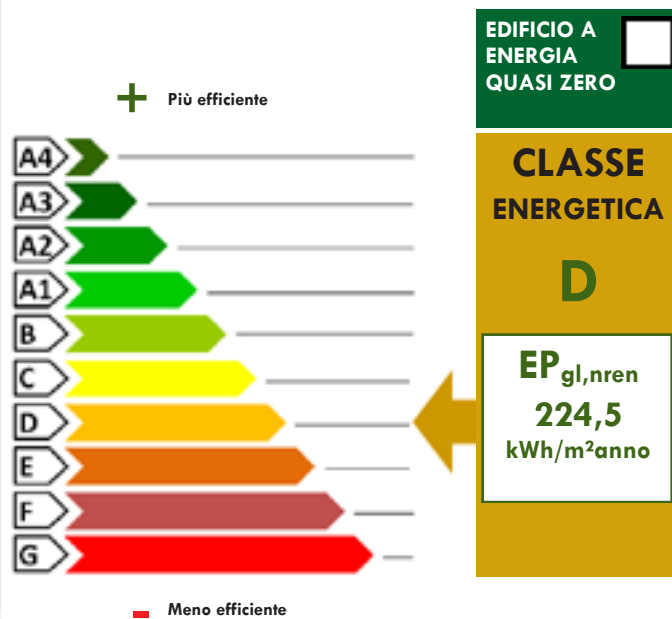 EDIFICIO A
ENERGIA
QUASI ZERO
+ Più efficiente
A4
A3
A2
A1
B
C
D
E
F
G
- Meno efficiente
CLASSE
ENERGETICA
D
EPgl,nren
224,5
kWh/m²anno